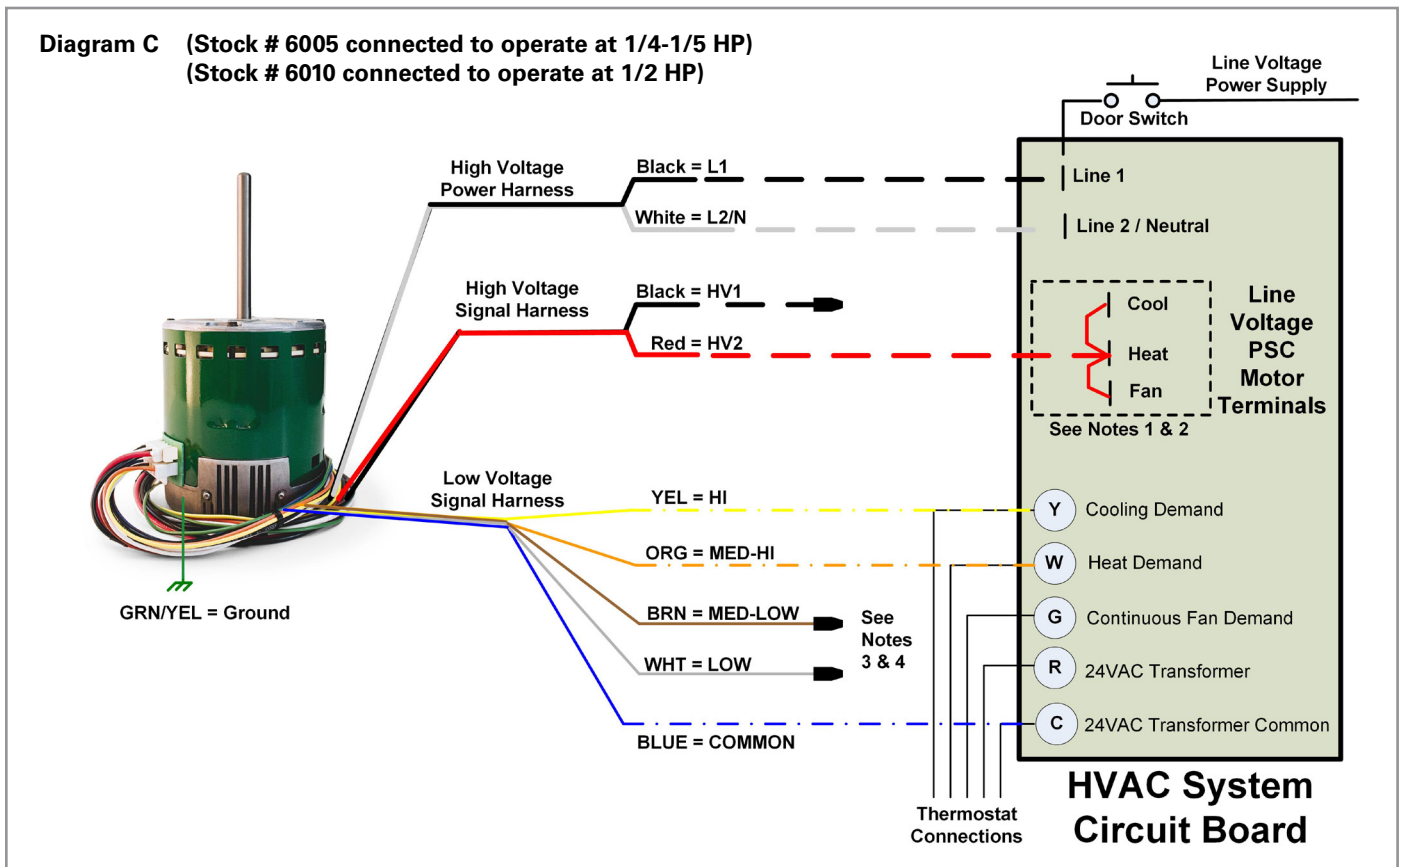 Diagram C (Stock # 6005 connected to operate at 1/4-1/5 HP)
(Stock # 6010 connected to operate at 1/2 HP)
Line Voltage
Power Supply
Door Switch
High Voltage
Power Harness
Black = L1
White = L2/N
Line 1
Line 2 / Neutral
High Voltage
Signal Harness
Black = HV1
Red = HV2
Cool
Heat
Fan
Line
Voltage
PSC
Motor
Terminals
See Notes 1 & 2
Low Voltage
Signal Harness
YEL = HI
ORG = MED-HI
BRN = MED-LOW
WHT = LOW
BLUE = COMMON
See
Notes
3 & 4
Y Cooling Demand
W Heat Demand
G Continuous Fan Demand
R 24VAC Transformer
C 24VAC Transformer Common
GRN/YEL = Ground
Thermostat
Connections
HVAC System
Circuit Board